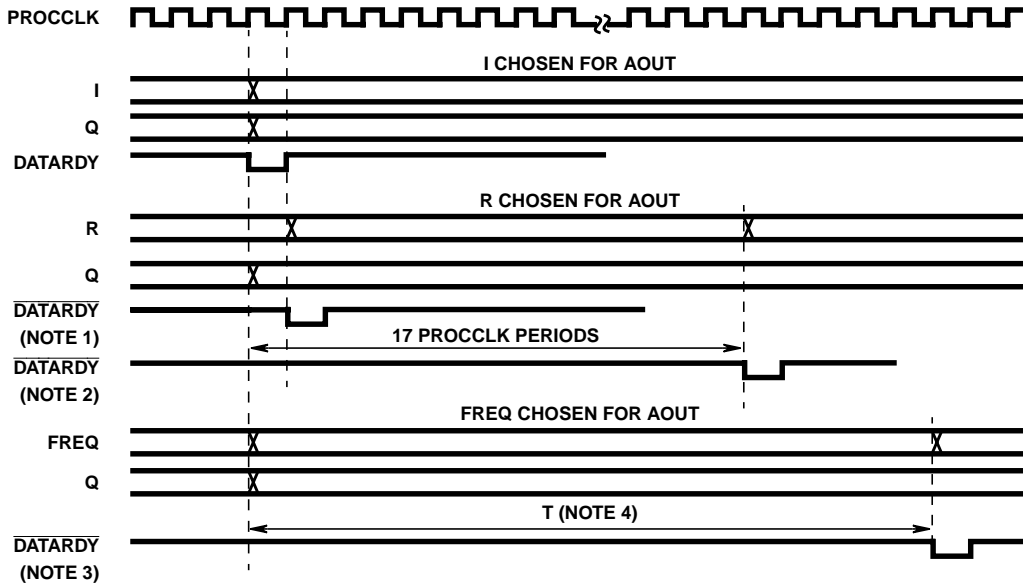 PROCCLK
I CHOSEN FOR AOUT
I
Q
DATARDY
R CHOSEN FOR AOUT
R
Q
DATARDY
(NOTE 1)
17 PROCCLK PERIODS
DATARDY
(NOTE 2)
FREQ CHOSEN FOR AOUT
FREQ
Q
T (NOTE 4)
DATARDY
(NOTE 3)